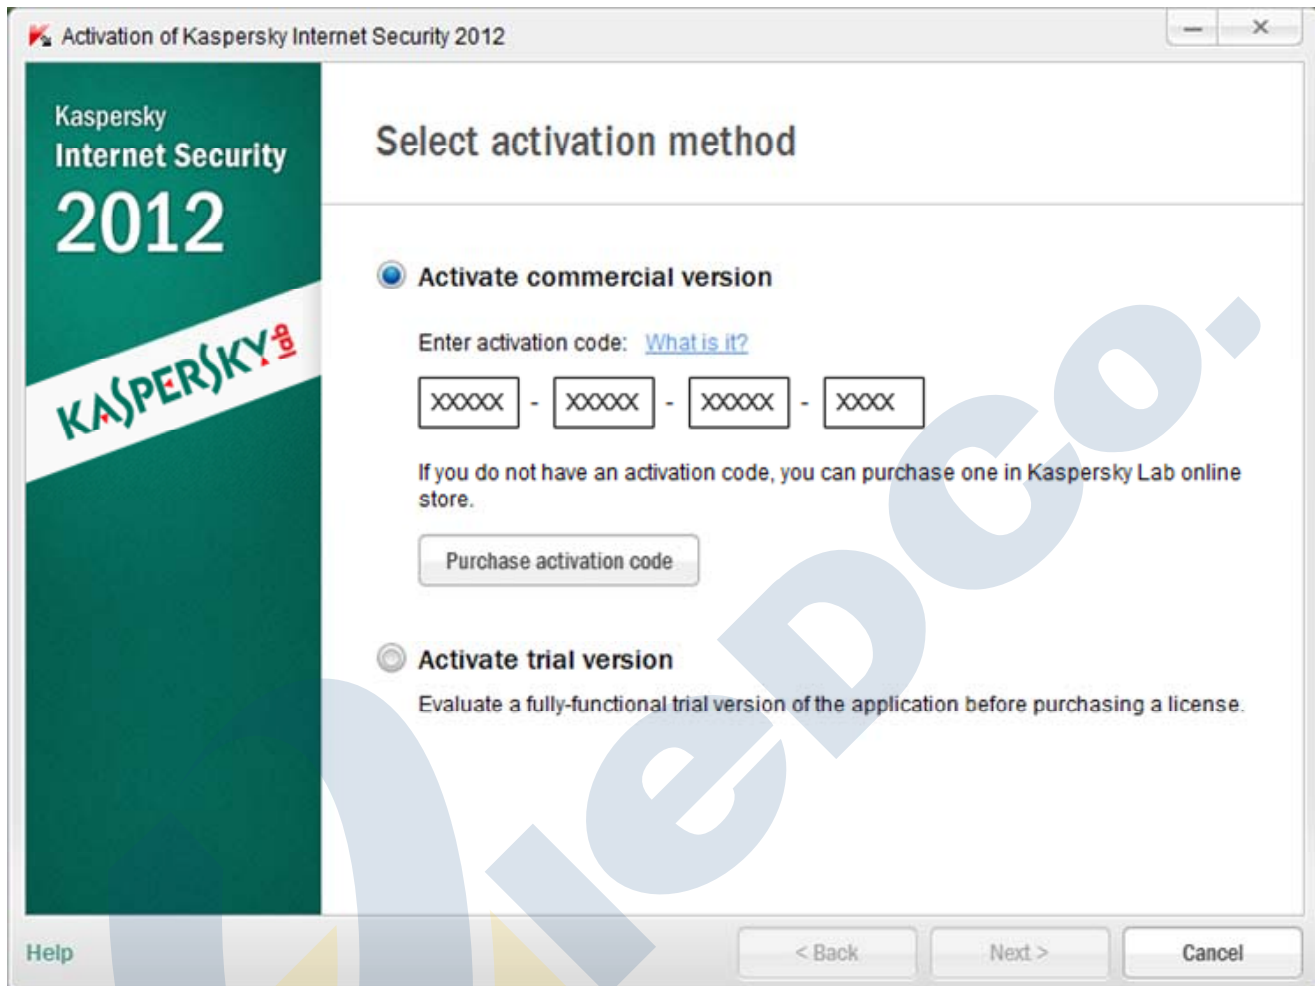 Activation of Kaspersky Internet Security 2012
Kaspersky
Internet Security
2012
KASPERSKY lab
Select activation method
Activate commercial version
Enter activation code: What is it?
XXXXX - XXXXX - XXXXX - XXXX
If you do not have an activation code, you can purchase one in Kaspersky Lab online
store.
Purchase activation code
Activate trial version
Evaluate a fully-functional trial version of the application before purchasing a license.
Help
< Back
Next >
Cancel